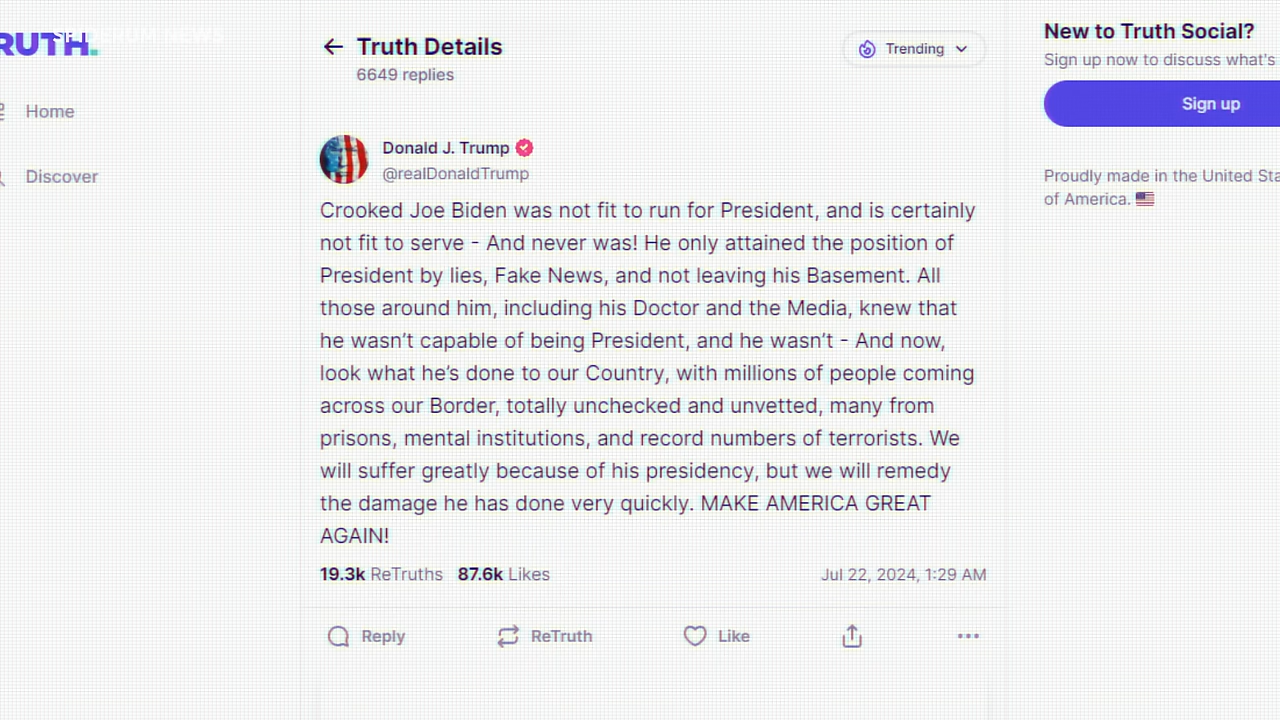 RUTH.
SPECTRUM NEWS
Home
Discover
Truth Details
6649 replies
Trending
Donald J. Trump
@realDonaldTrump
Crooked Joe Biden was not fit to run for President, and is certainly
not fit to serve - And never was! He only attained the position of
President by lies, Fake News, and not leaving his Basement. All
those around him, including his Doctor and the Media, knew that
he wasn’t capable of being President, and he wasn’t - And now,
look what he’s done to our Country, with millions of people coming
across our Border, totally unchecked and unvetted, many from
prisons, mental institutions, and record numbers of terrorists. We
will suffer greatly because of his presidency, but we will remedy
the damage he has done very quickly. MAKE AMERICA GREAT
AGAIN!
19.3k ReTruths 87.6k Likes
Jul 22, 2024, 1:29 AM
Reply
ReTruth
Like
New to Truth Social?
Sign up now to discuss what's
Sign up
Proudly made in the United Sta
of America.